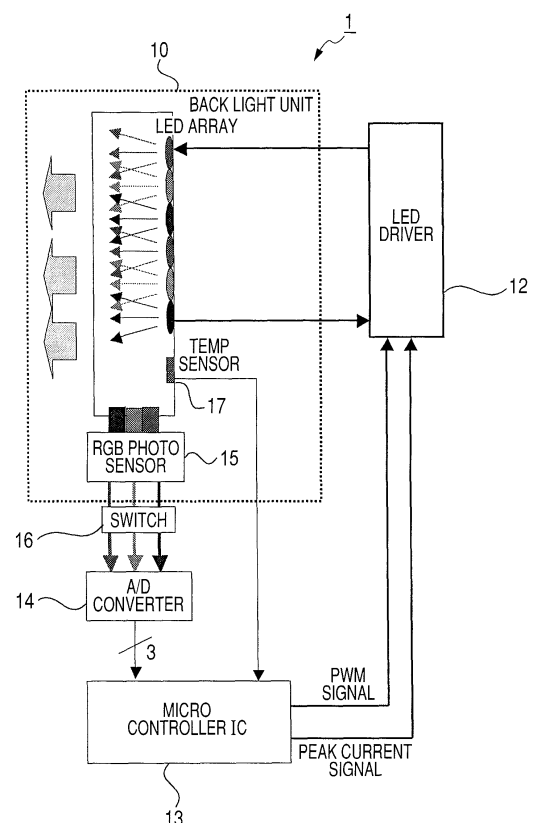 1
10
BACK LIGHT UNIT
LED ARRAY
LED
DRIVER
12
TEMP
SENSOR
17
RGB PHOTO
SENSOR
15
SWITCH
16
A/D
CONVERTER
14
3
MICRO
CONTROLLER IC
13
PWM
SIGNAL
PEAK CURRENT
SIGNAL